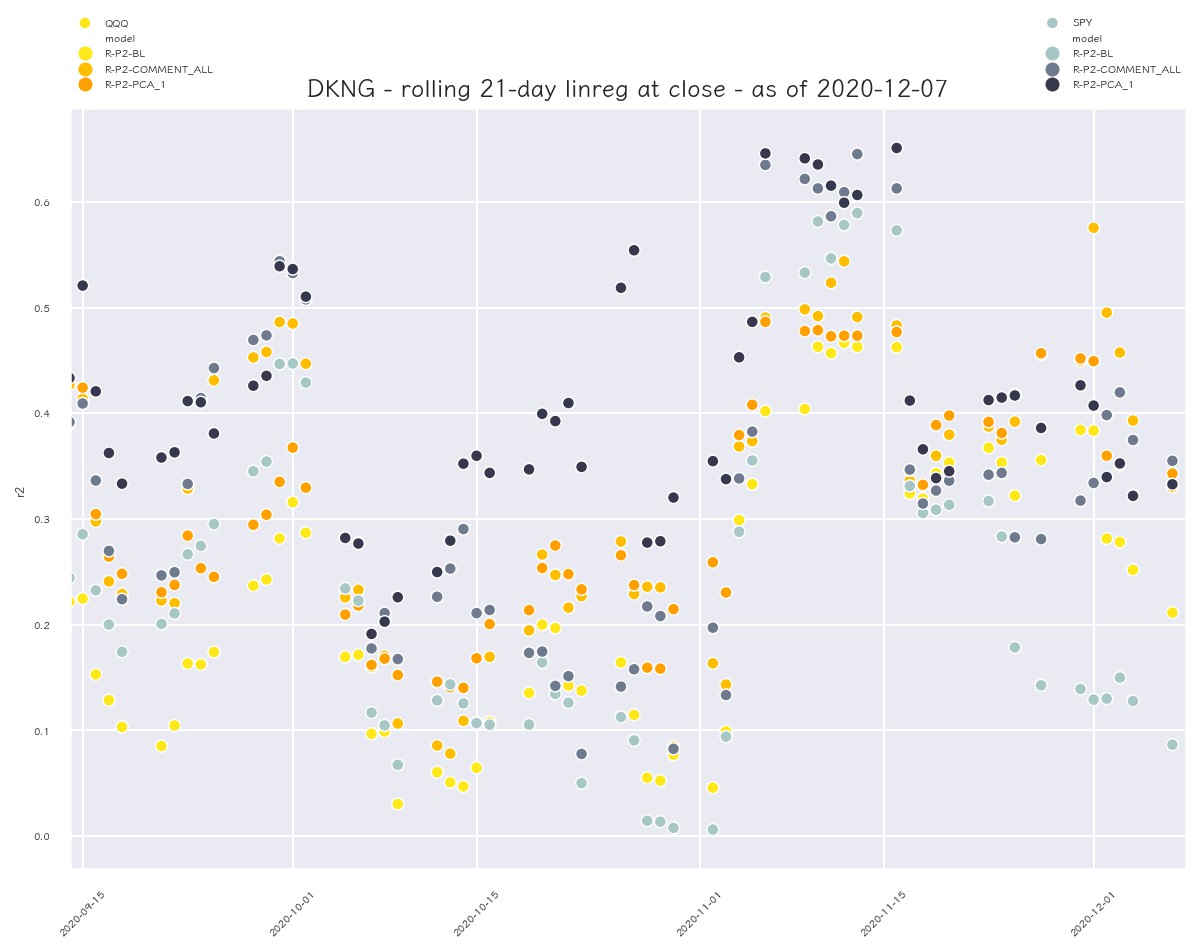 QQQ
model
R-P2-BL
R-P2-COMMENT_ALL
R-P2-PCA_1
SPY
model
R-P2-BL
R-P2-COMMENT_ALL
R-P2-PCA_1
DKNG - rolling 21-day linreg at close - as of 2020-12-07
0.6
0.5
0.4
0.3
0.2
0.1
0.0
r2
2020-09-15
2020-10-01
2020-10-15
2020-11-01
2020-11-15
2020-12-01